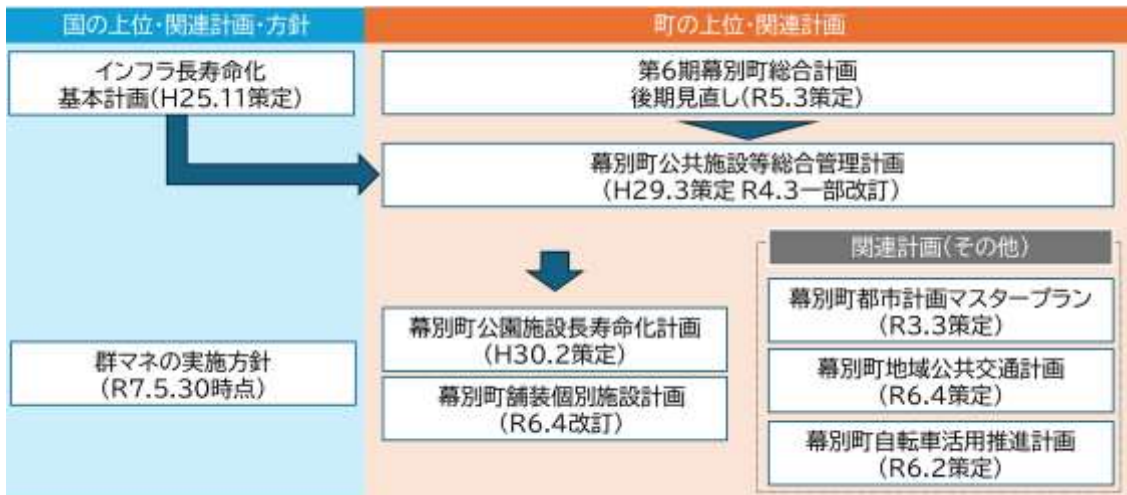 国の上位・関連計画・方針
インフラ長寿命化
基本計画(H25.11策定)
群マネの実施方針
(R7.5.30時点)
町の上位・関連計画
第6期幕別町総合計画
後期見直し(R5.3策定)
幕別町公共施設等総合管理計画
(H29.3策定 R4.3一部改訂)
幕別町公園施設長寿命化計画
(H30.2策定)
幕別町舗装個別施設計画
(R6.4改訂)
関連計画(その他)
幕別町都市計画マスタープラン
(R3.3策定)
幕別町地域公共交通計画
(R6.4策定)
幕別町自転車活用推進計画
(R6.2策定)